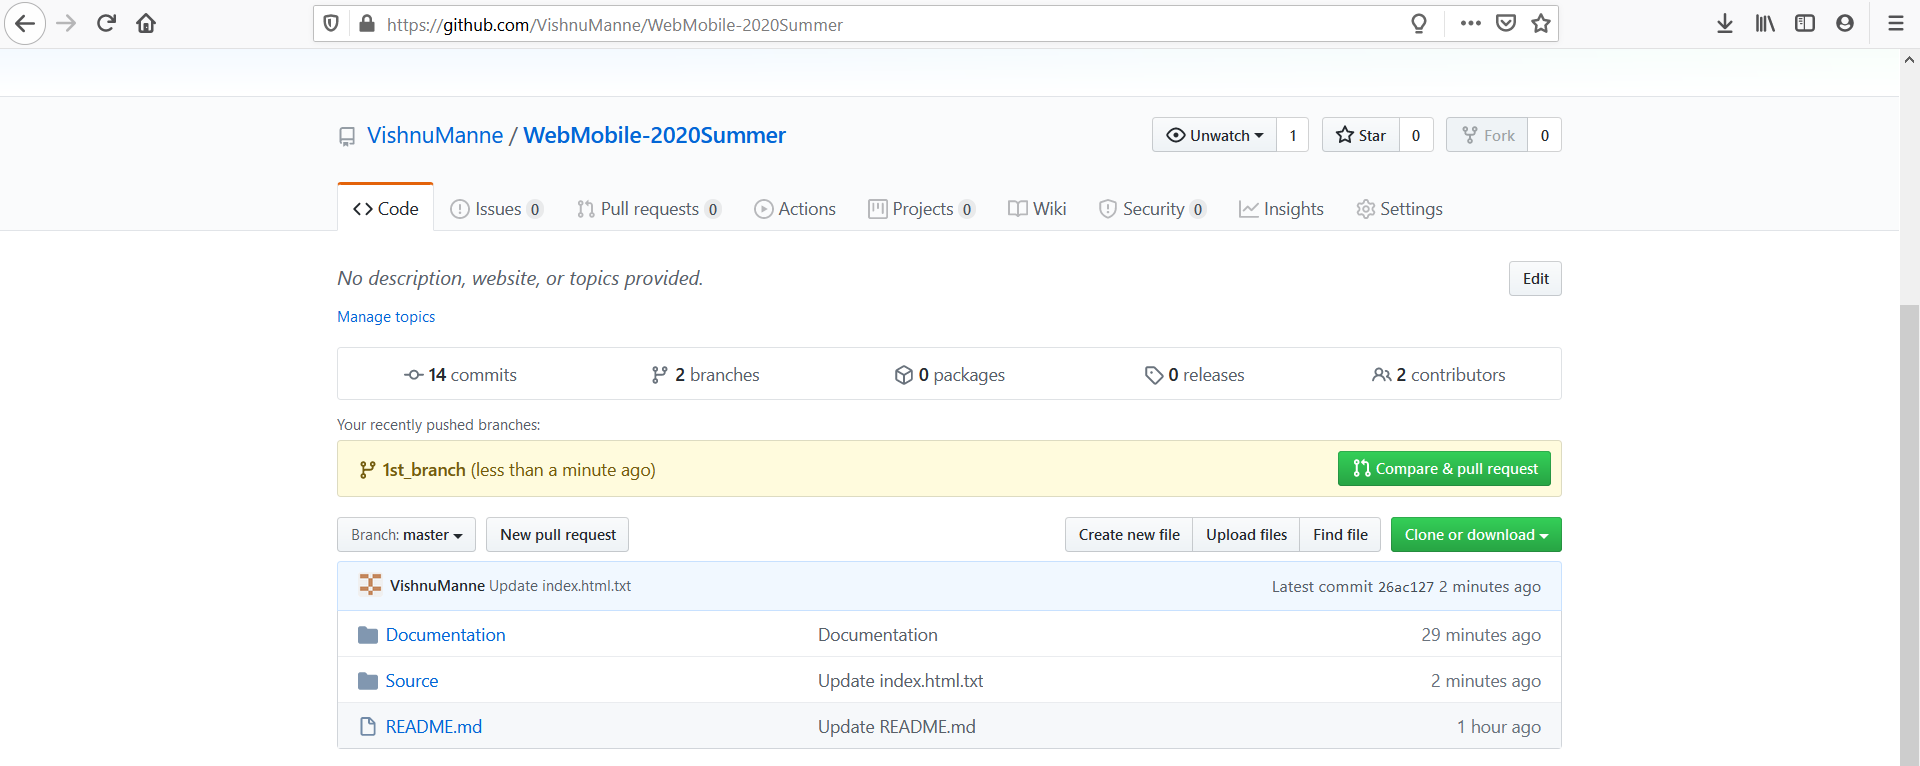 https://github.com/VishnuManne/WebMobile-2020Summer
VishnuManne / WebMobile-2020Summer
Unwatch 1 Star 0 Fork 0
Code Issues 0 Pull requests 0 Actions Projects 0 Wiki Security 0 Insights Settings
No description, website, or topics provided. Edit
Manage topics
14 commits 2 branches 0 packages 0 releases 2 contributors
Your recently pushed branches:
1st_branch (less than a minute ago) Compare & pull request
Branch: master New pull request Create new file Upload files Find file Clone or download
VishnuManne Update index.html.txt Latest commit 26ac127 2 minutes ago
Documentation Documentation 29 minutes ago
Source Update index.html.txt 2 minutes ago
README.md Update README.md 1 hour ago